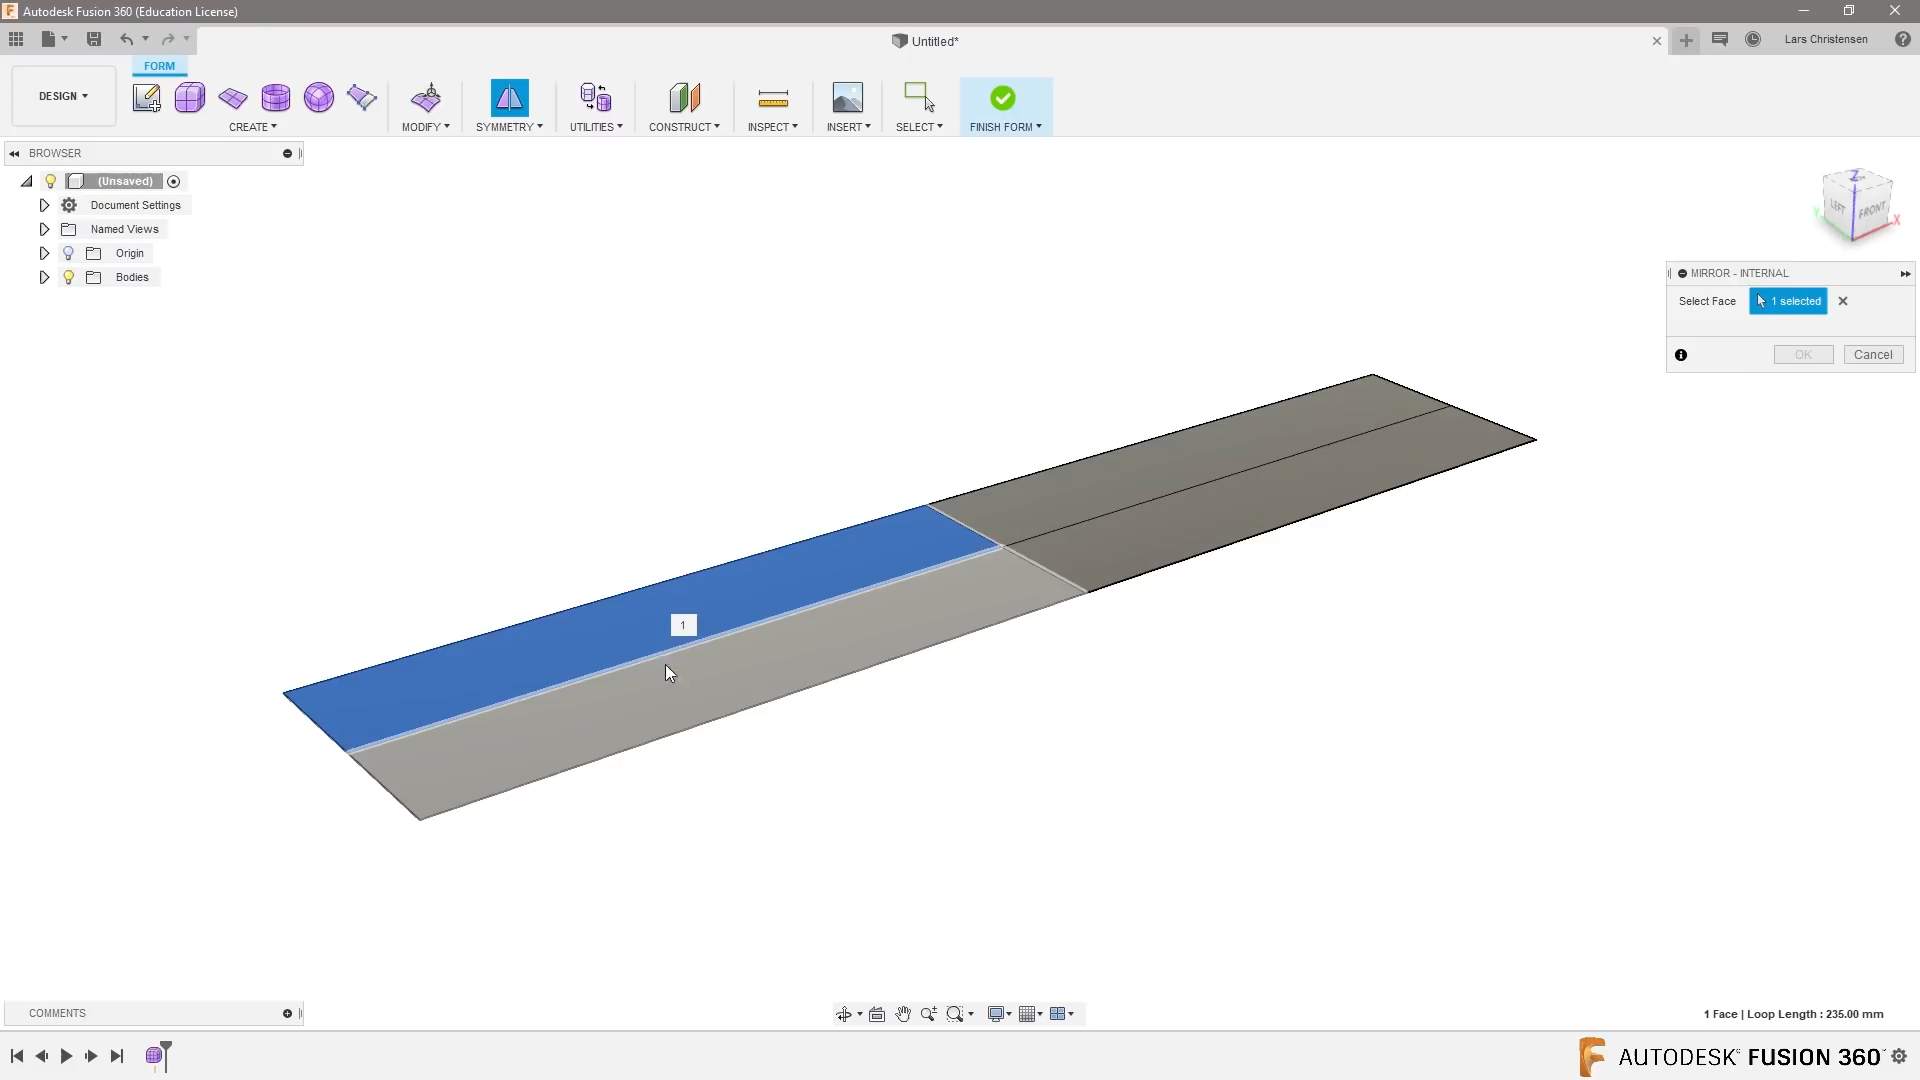 Autodesk Fusion 360 (Education License)
Untitled*
Lars Christensen
FORM
DESIGN
CREATE
MODIFY
SYMMETRY
UTILITIES
CONSTRUCT
INSPECT
INSERT
SELECT
FINISH FORM
BROWSER
(Unsaved)
Document Settings
Named Views
Origin
Bodies
Z
LEFT
FRONT
Y
X
MIRROR - INTERNAL
Select Face
1 selected
OK
Cancel
1
COMMENTS
1 Face | Loop Length : 235.00 mm
AUTODESK FUSION 360